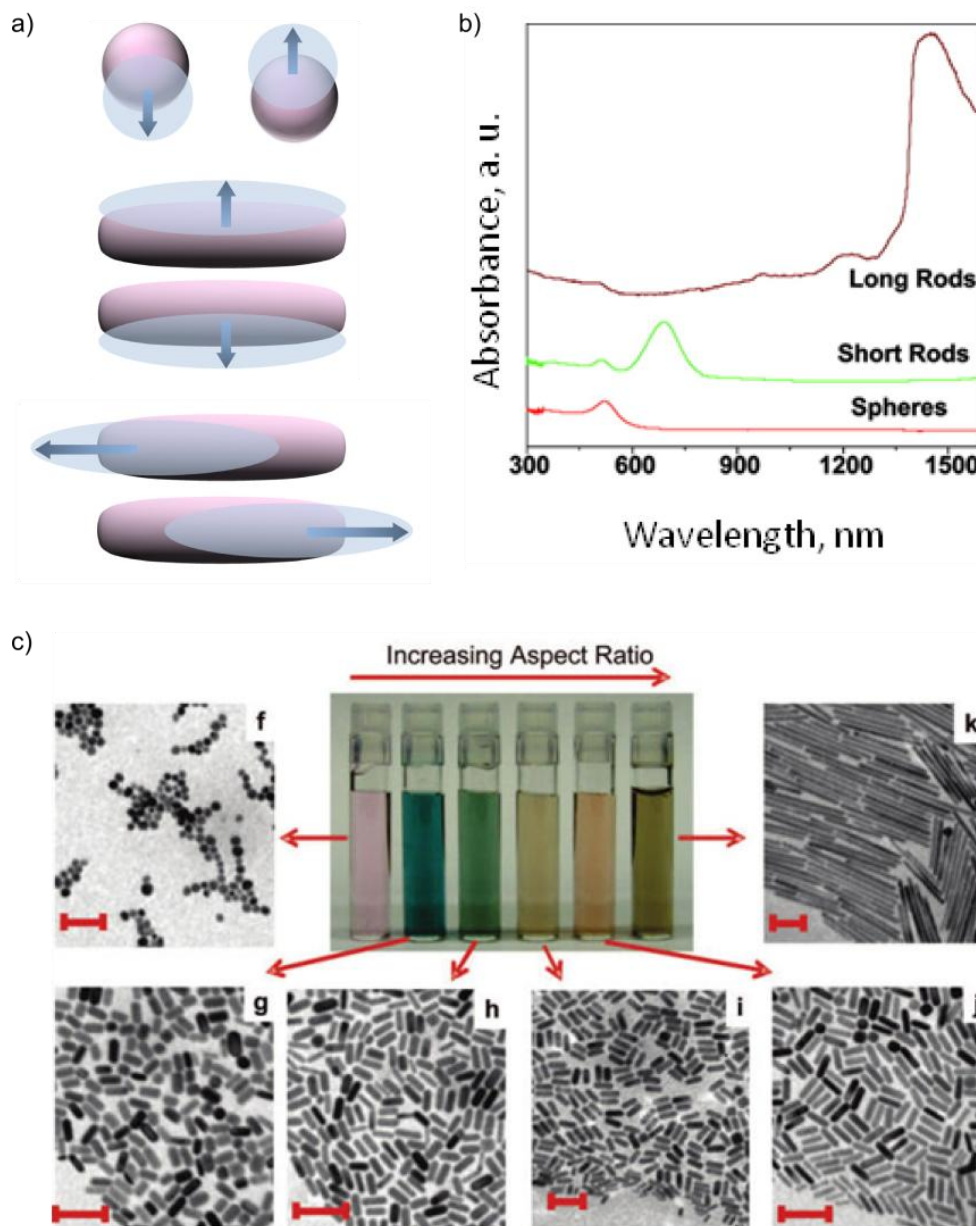 a)
b)
Absorbance, a. u.
Long Rods
Short Rods
Spheres
300 600 900 1200 1500
Wavelength, nm
c)
Increasing Aspect Ratio
f
k
g
h
i
j